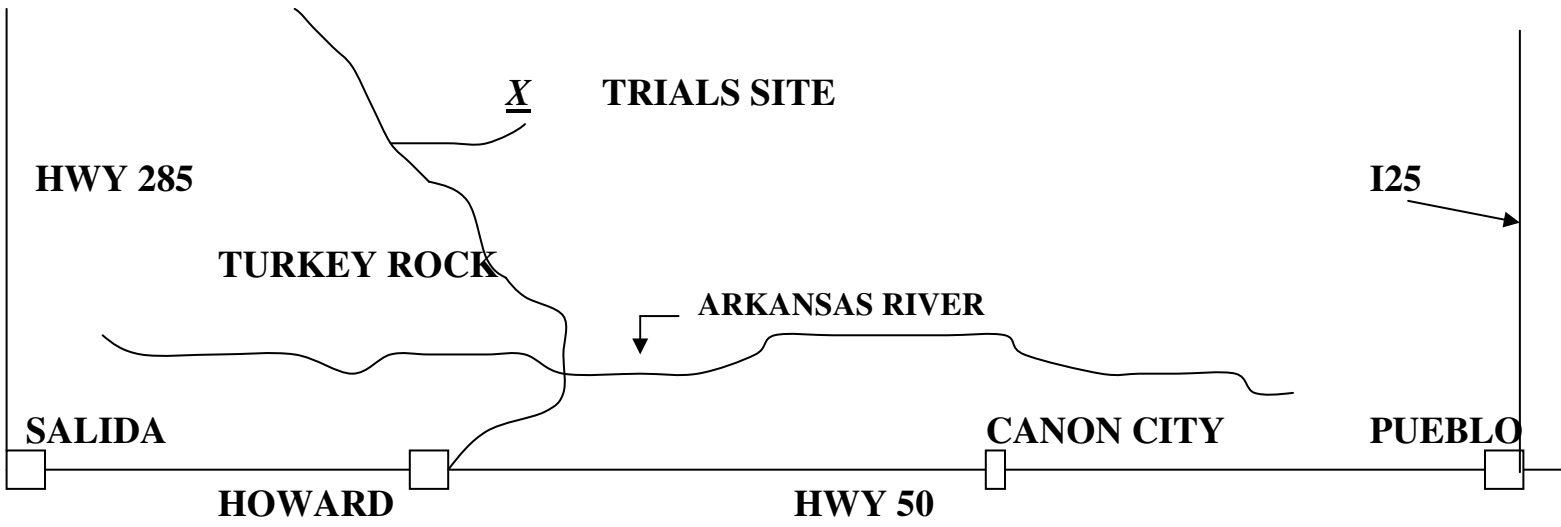 X TRIALS SITE
HWY 285 I25
TURKEY ROCK
ARKANSAS RIVER
SALIDA CANON CITY PUEBLO
HOWARD HWY 50